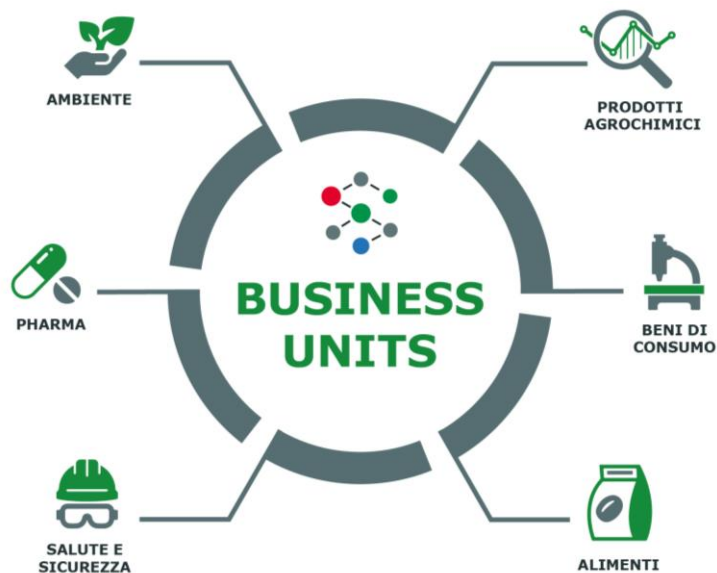 AMBIENTE
PRODOTTI
AGROCHIMICI
BUSINESS
UNITS
PHARMA
BENI DI
CONSUMO
SALUTE E
SICUREZZA
ALIMENTI